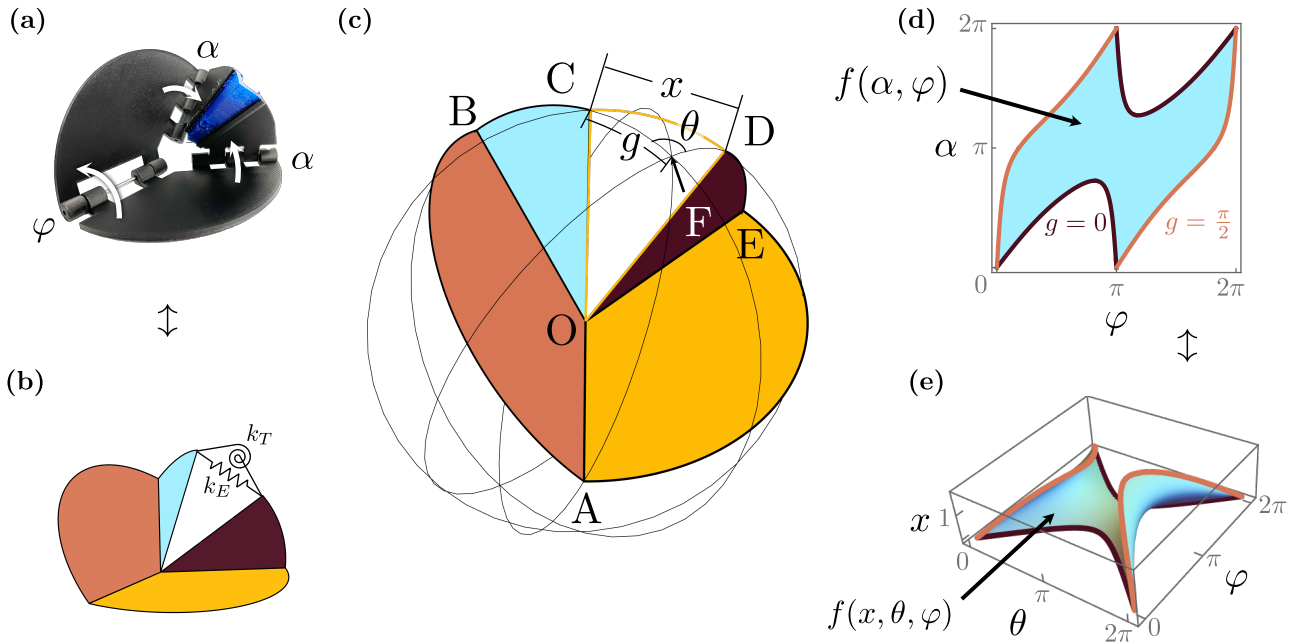 (a)
α
α
φ
(b)
k_T
k_E
(c)
C
x
B
θ
D
g
F
E
O
A
(d)
2π
f(α, φ)
α
π
g = 0
g = π/2
0
π
2π
φ
(e)
x
1
0
2π
π
φ
π
f(x, θ, φ)
θ
2π
0